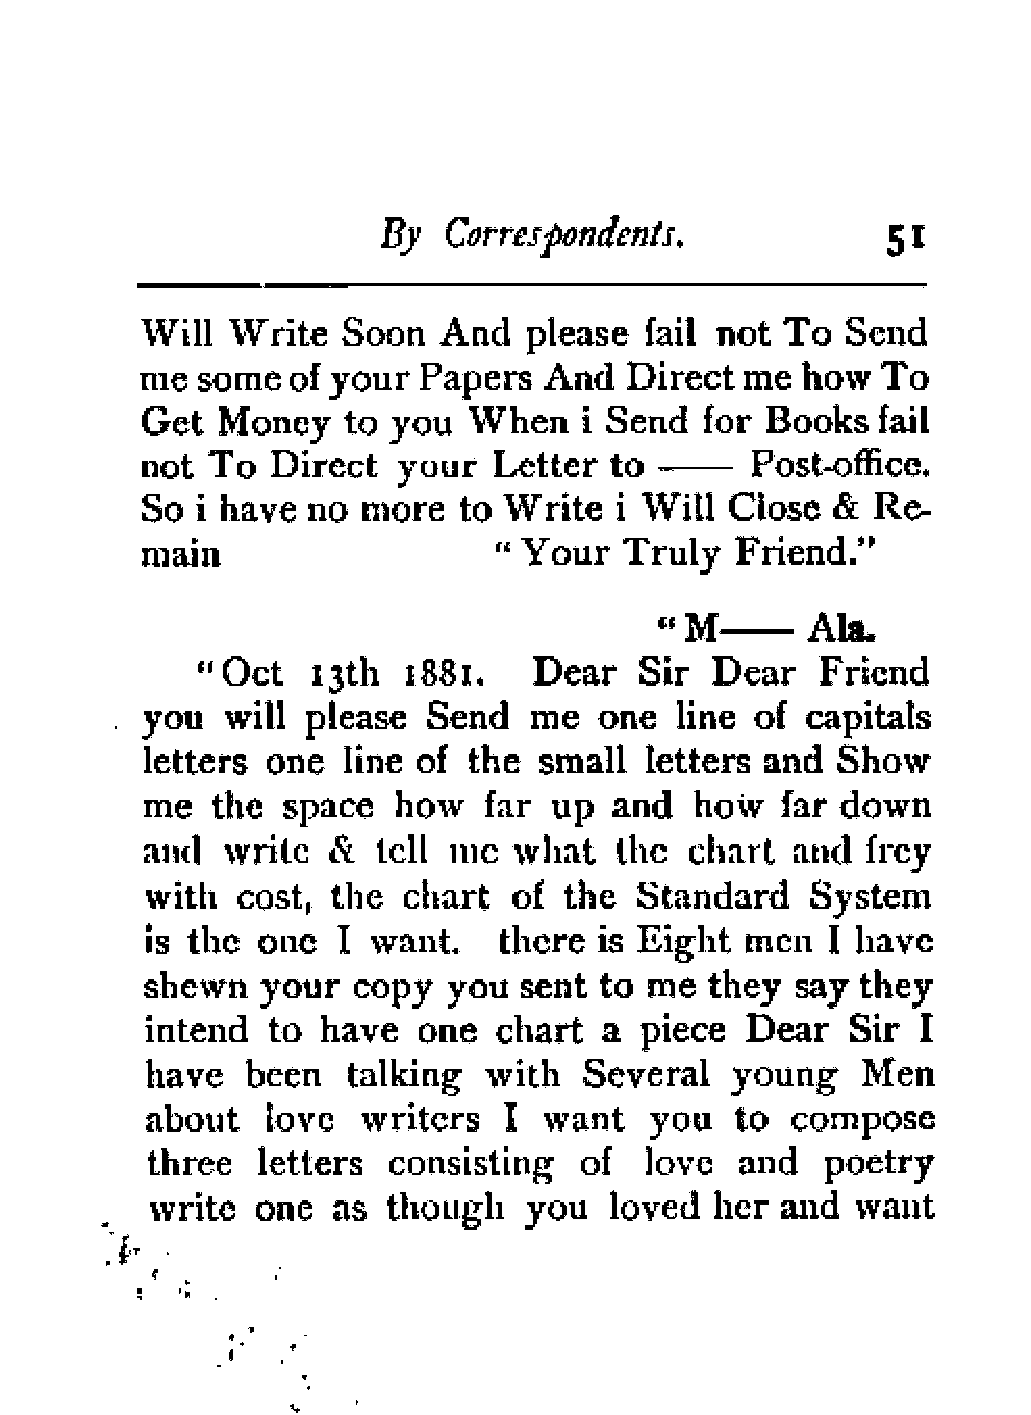 By Correspondents. 51
Will Write Soon And please fail not To Send
me some of your Papers And Direct me how To
Get Money to you When i Send for Books fail
not To Direct your Letter to —— Post-office.
So i have no more to Write i Will Close & Re-
main “Your Truly Friend.”
“M—— Ala.
“Oct 13th 1881. Dear Sir Dear Friend
you will please Send me one line of capitals
letters one line of the small letters and Show
me the space how far up and how far down
and write & tell me what the chart and frey
with cost, the chart of the Standard System
is the one I want. there is Eight men I have
shewn your copy you sent to me they say they
intend to have one chart a piece Dear Sir I
have been talking with Several young Men
about love writers I want you to compose
three letters consisting of love and poetry
write one as though you loved her and want